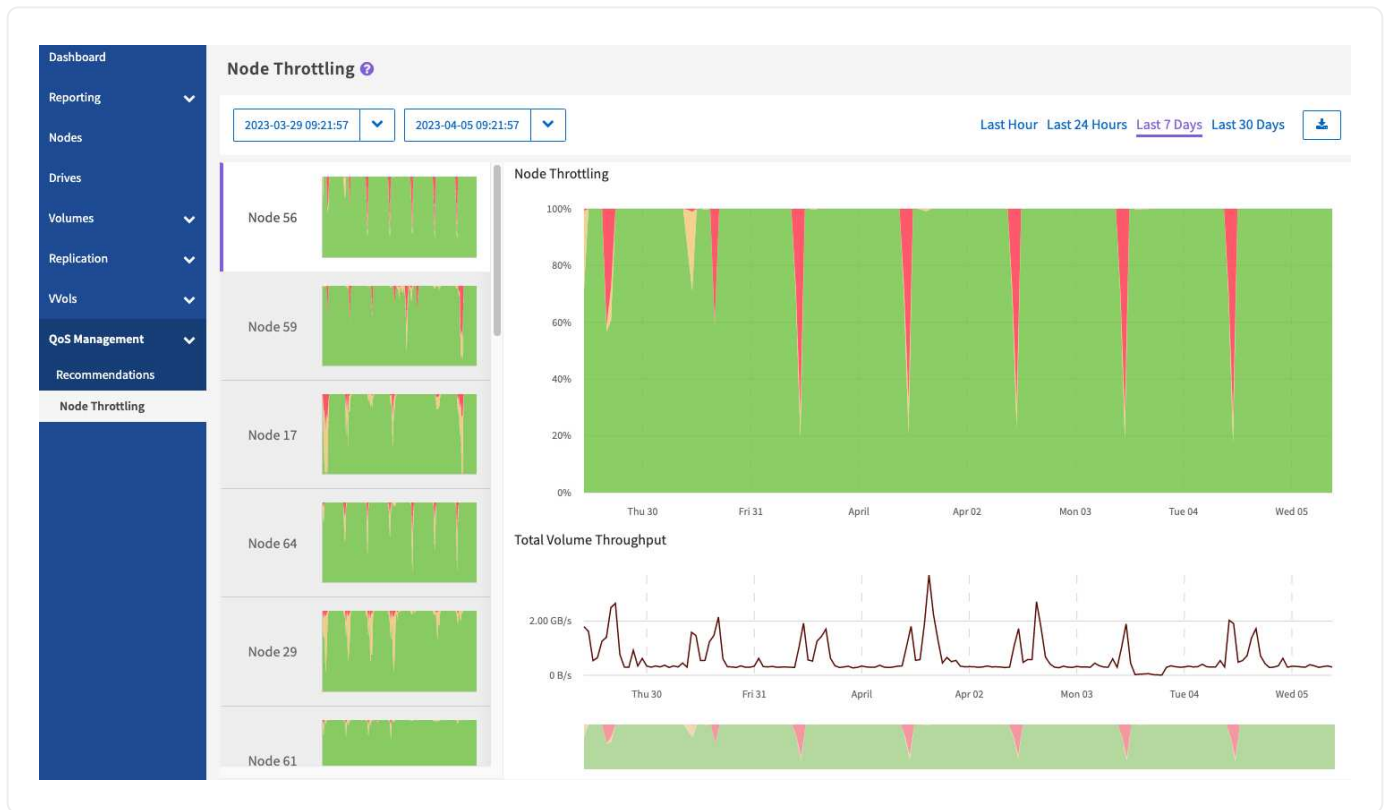 Dashboard
Reporting
Nodes
Drives
Volumes
Replication
VVols
QoS Management
Recommendations
Node Throttling
Node Throttling ?
2023-03-29 09:21:57
2023-04-05 09:21:57
Last Hour Last 24 Hours Last 7 Days Last 30 Days
Node 56
Node 59
Node 17
Node 64
Node 29
Node 61
Node Throttling
100%
80%
60%
40%
20%
0%
Thu 30 Fri 31 April Apr 02 Mon 03 Tue 04 Wed 05
Total Volume Throughput
2.00 GB/s
0 B/s
Thu 30 Fri 31 April Apr 02 Mon 03 Tue 04 Wed 05